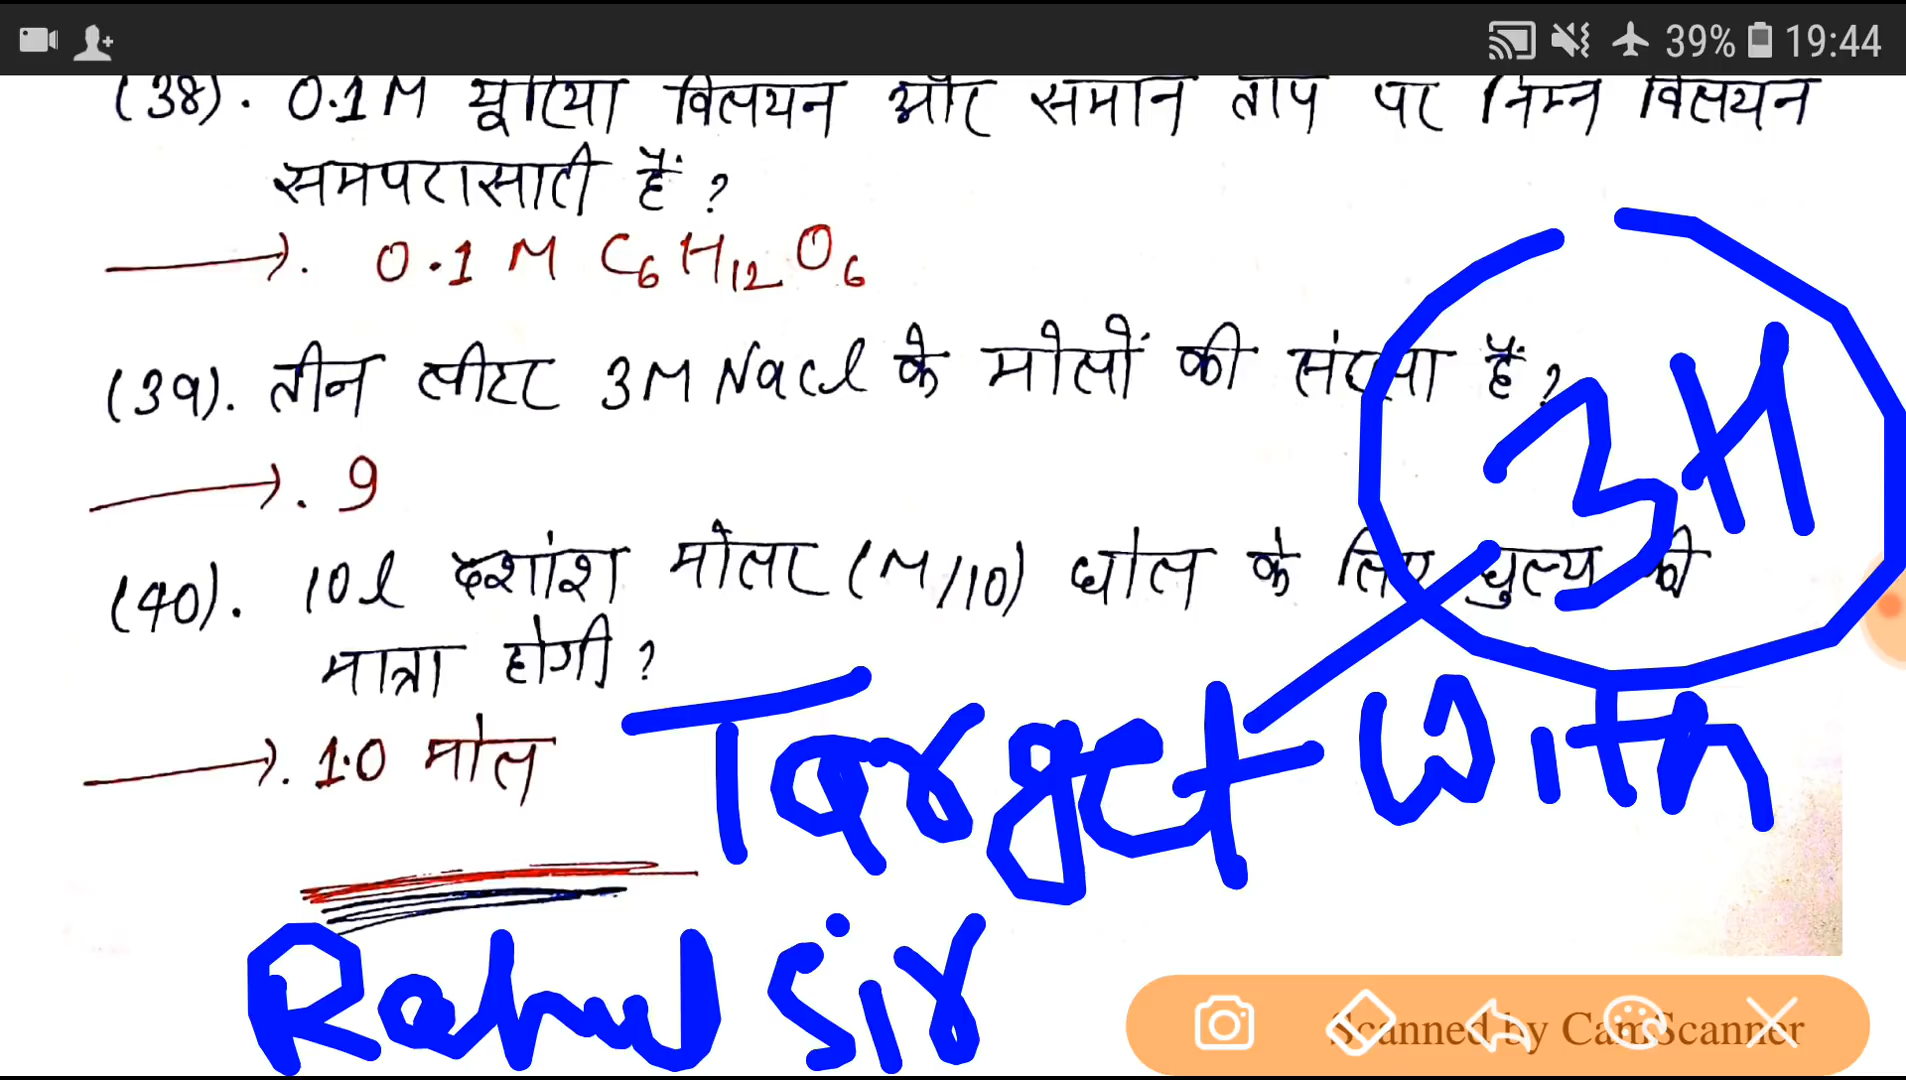 39% 19:44
(38). 0.1M यूरिया विलयन और समान ताप पर निम्न विलयन
समपरासारी हैं ?
→. 0.1 M C₆H₁₂O₆
(39). तीन लीटर 3M Nacl के मोलों की संख्या हैं ?
→. 9
(40). 10l दशांश मोलर (M/10) घोल के लिए घुल्य की
मात्रा होगी ?
→. 1.0 मोल
3M
Target with
Rahul Sir
Scanned by CamScanner